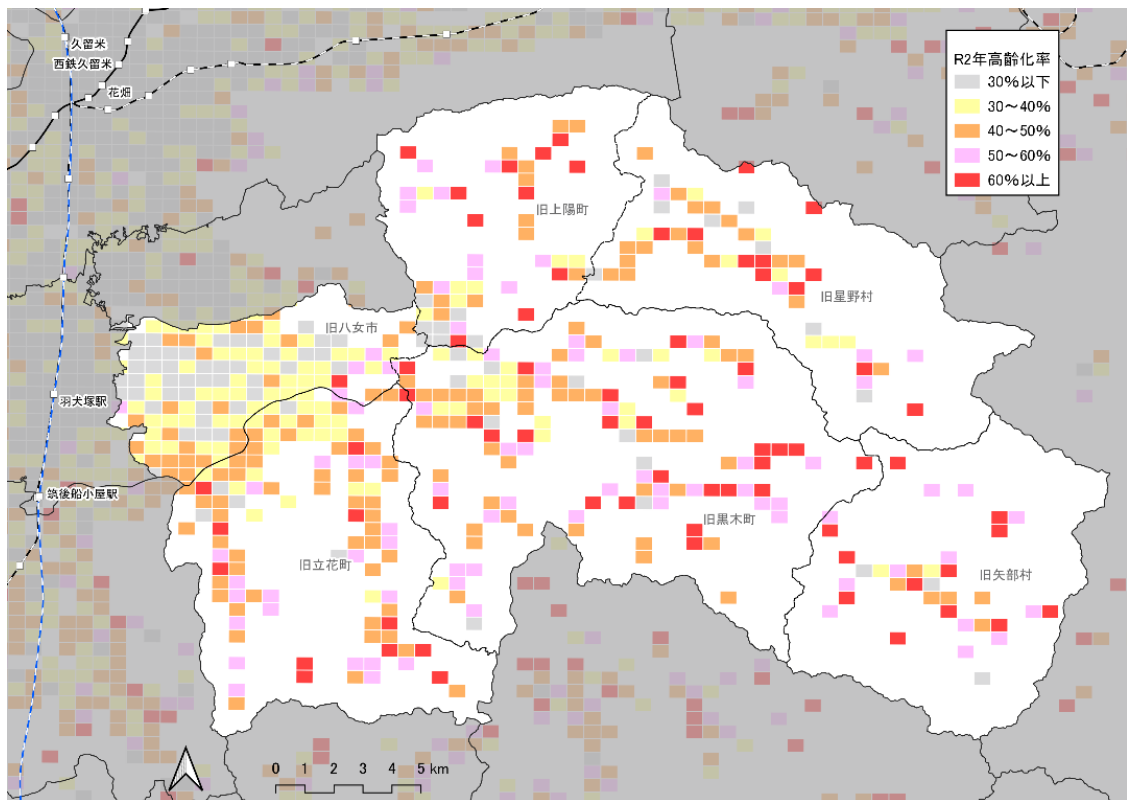 久留米
西鉄久留米
花畑
R2年高齢化率
30%以下
30~40%
40~50%
50~60%
60%以上
旧上陽町
旧星野村
旧八女市
羽犬塚駅
筑後船小屋駅
旧黒木町
旧立花町
旧矢部村
0 1 2 3 4 5 km